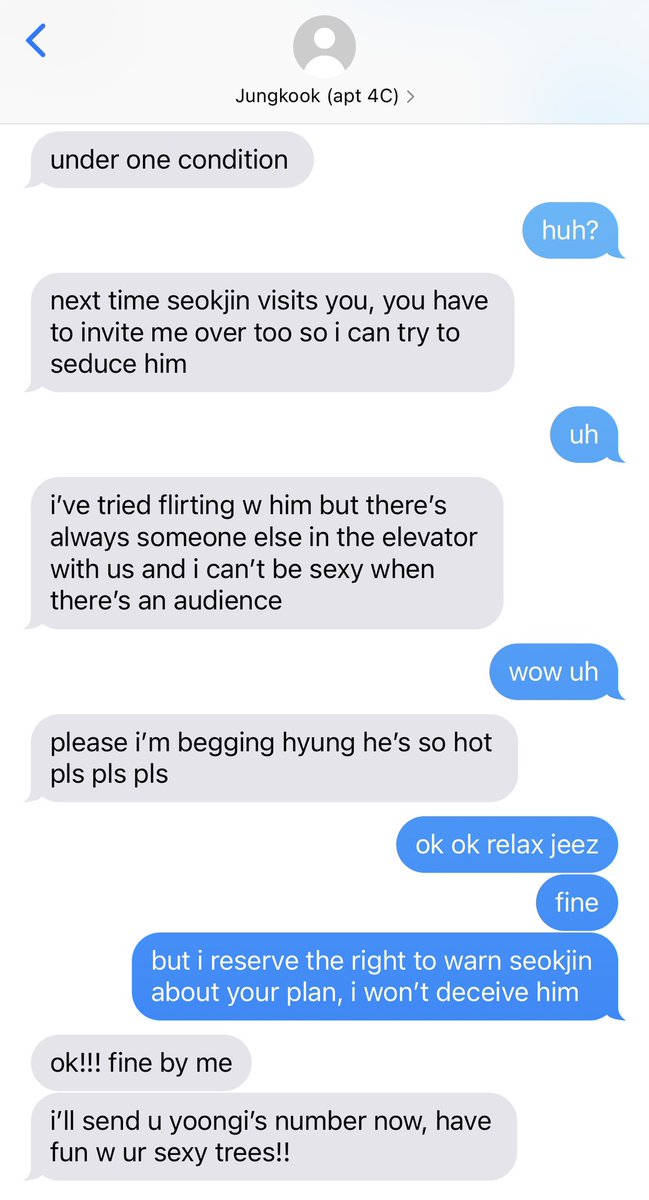 Jungkook (apt 4C)
under one condition
huh?
next time seokjin visits you, you have
to invite me over too so i can try to
seduce him
uh
i’ve tried flirting w him but there’s
always someone else in the elevator
with us and i can’t be sexy when
there’s an audience
wow uh
please i’m begging hyung he’s so hot
pls pls pls
ok ok relax jeez
fine
but i reserve the right to warn seokjin
about your plan, i won’t deceive him
ok!!! fine by me
i’ll send u yoongi’s number now, have
fun w ur sexy trees!!